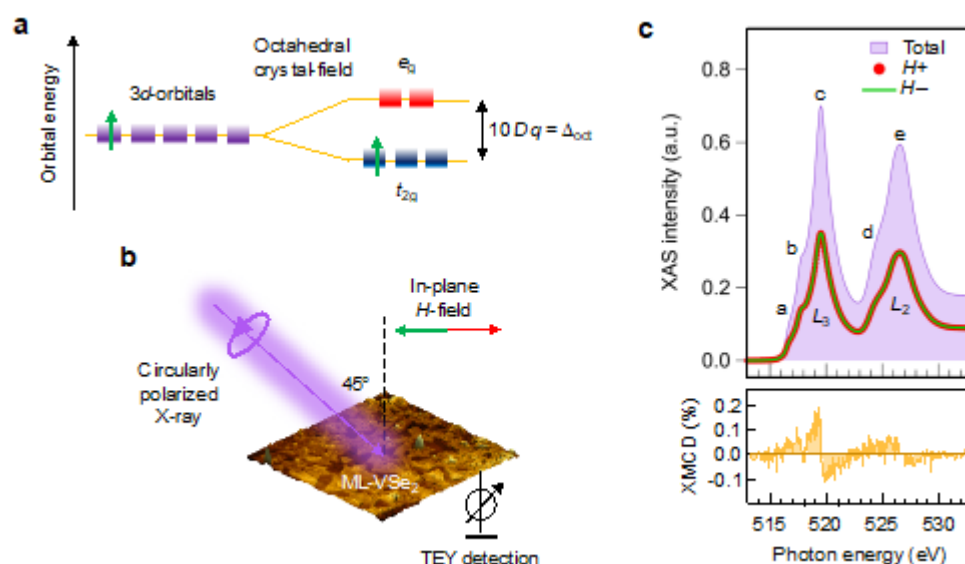 a
Orbital energy
3d-orbitals
Octahedral
crystal-field
eg
10 Dq = Δoct
t2g
b
Circularly
polarized
X-ray
45°
In-plane
H-field
ML-VSe2
TEY detection
c
XAS intensity (a.u.)
0.8
0.6
0.4
0.2
0.0
Total
H+
H−
a
b
c
d
e
L3
L2
XMCD (%)
0.2
0.1
0.0
-0.1
515
520
525
530
Photon energy (eV)